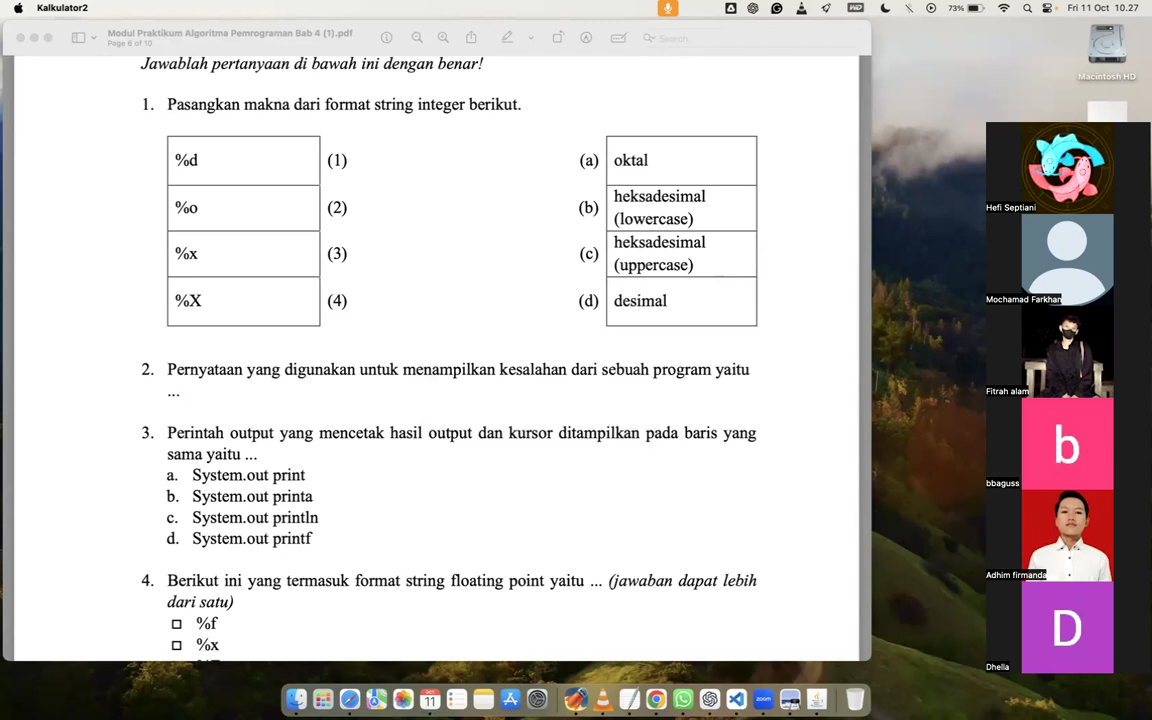 Kalkulator2
73%
Fri 11 Oct 10.27
Modul Praktikum Algoritma Pemrograman Bab 4 (1).pdf
Page 6 of 10
Search
Macintosh HD
Jawablah pertanyaan di bawah ini dengan benar!
1. Pasangkan makna dari format string integer berikut.
%d (1) (a) oktal
%o (2) (b) heksadesimal
(lowercase)
%x (3) (c) heksadesimal
(uppercase)
%X (4) (d) desimal
2. Pernyataan yang digunakan untuk menampilkan kesalahan dari sebuah program yaitu
...
3. Perintah output yang mencetak hasil output dan kursor ditampilkan pada baris yang
sama yaitu ...
a. System.out print
b. System.out printa
c. System.out println
d. System.out printf
4. Berikut ini yang termasuk format string floating point yaitu ... (jawaban dapat lebih
dari satu)
%f
%x
Hefi Septiani
Mochamad Farkhan
Fitrah alam
b
bbaguss
Adhim firmanda
D
Dhella
OCT
11
zoom